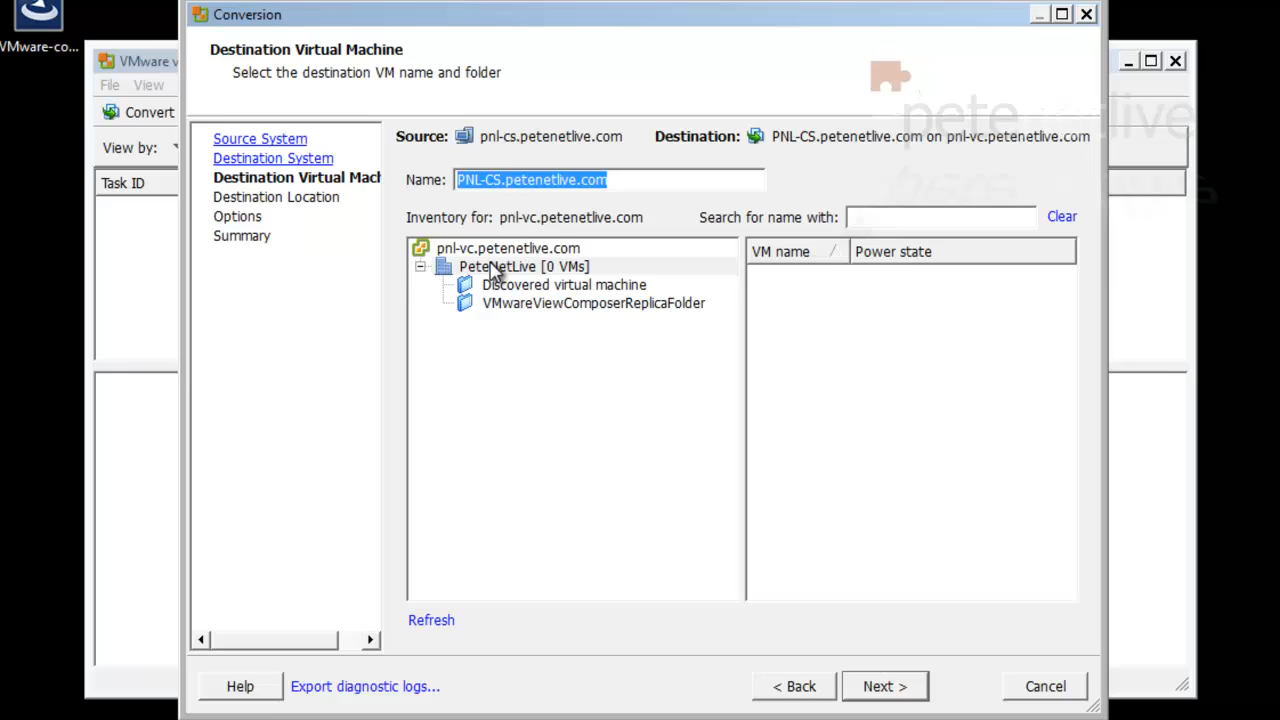 Conversion
VMware-co...
Destination Virtual Machine
Select the destination VM name and folder
VMware v
File View
Convert
View by:
Task ID
Source System
Destination System
Destination Virtual Mach
Destination Location
Options
Summary
Source: pnl-cs.petenetlive.com Destination: PNL-CS.petenetlive.com on pnl-vc.petenetlive.com
Name: PNL-CS.petenetlive.com
Inventory for: pnl-vc.petenetlive.com Search for name with: Clear
pnl-vc.petenetlive.com
PeteNetLive [0 VMs]
Discovered virtual machine
VMwareViewComposerReplicaFolder
VM name Power state
Refresh
Help Export diagnostic logs... < Back Next > Cancel
petenetlive